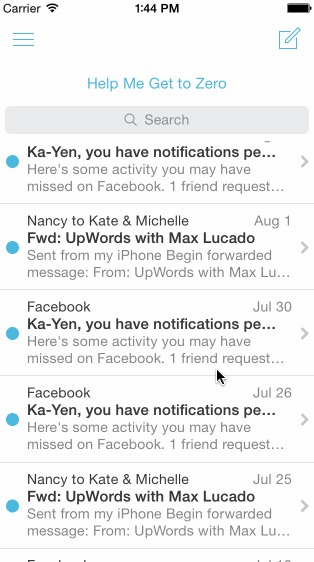 Carrier 1:44 PM
Help Me Get to Zero
Search
Ka-Yen, you have notifications pe...
Here's some activity you may have
missed on Facebook. 1 friend request...
Nancy to Kate & Michelle Aug 1
Fwd: UpWords with Max Lucado
Sent from my iPhone Begin forwarded
message: From: UpWords with Max Lu...
Facebook Jul 30
Ka-Yen, you have notifications pe...
Here's some activity you may have
missed on Facebook. 1 friend request...
Facebook Jul 26
Ka-Yen, you have notifications pe...
Here's some activity you may have
missed on Facebook. 1 friend request...
Nancy to Kate & Michelle Jul 25
Fwd: UpWords with Max Lucado
Sent from my iPhone Begin forwarded
message: From: UpWords with Max Lu...